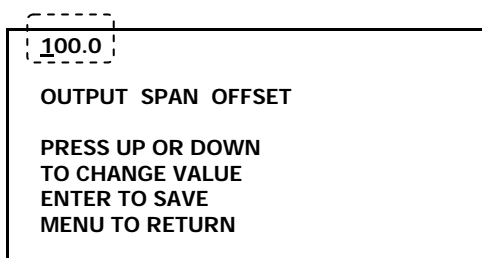 100.0
OUTPUT SPAN OFFSET
PRESS UP OR DOWN
TO CHANGE VALUE
ENTER TO SAVE
MENU TO RETURN